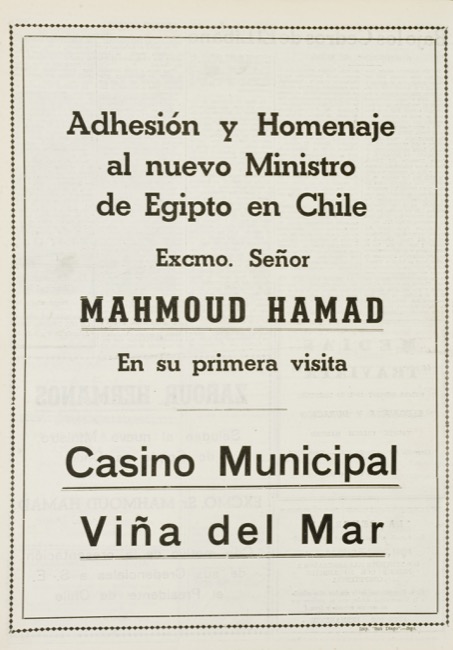 Adhesión y Homenaje
al nuevo Ministro
de Egipto en Chile
Excmo. Señor
MAHMOUD HAMAD
En su primera visita
Casino Municipal
Viña del Mar